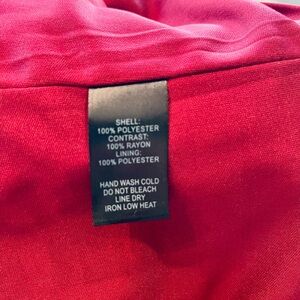 SHELL:
100% POLYESTER
CONTRAST:
100% RAYON
LINING:
100% POLYESTER
HAND WASH COLD
DO NOT BLEACH
LINE DRY
IRON LOW HEAT